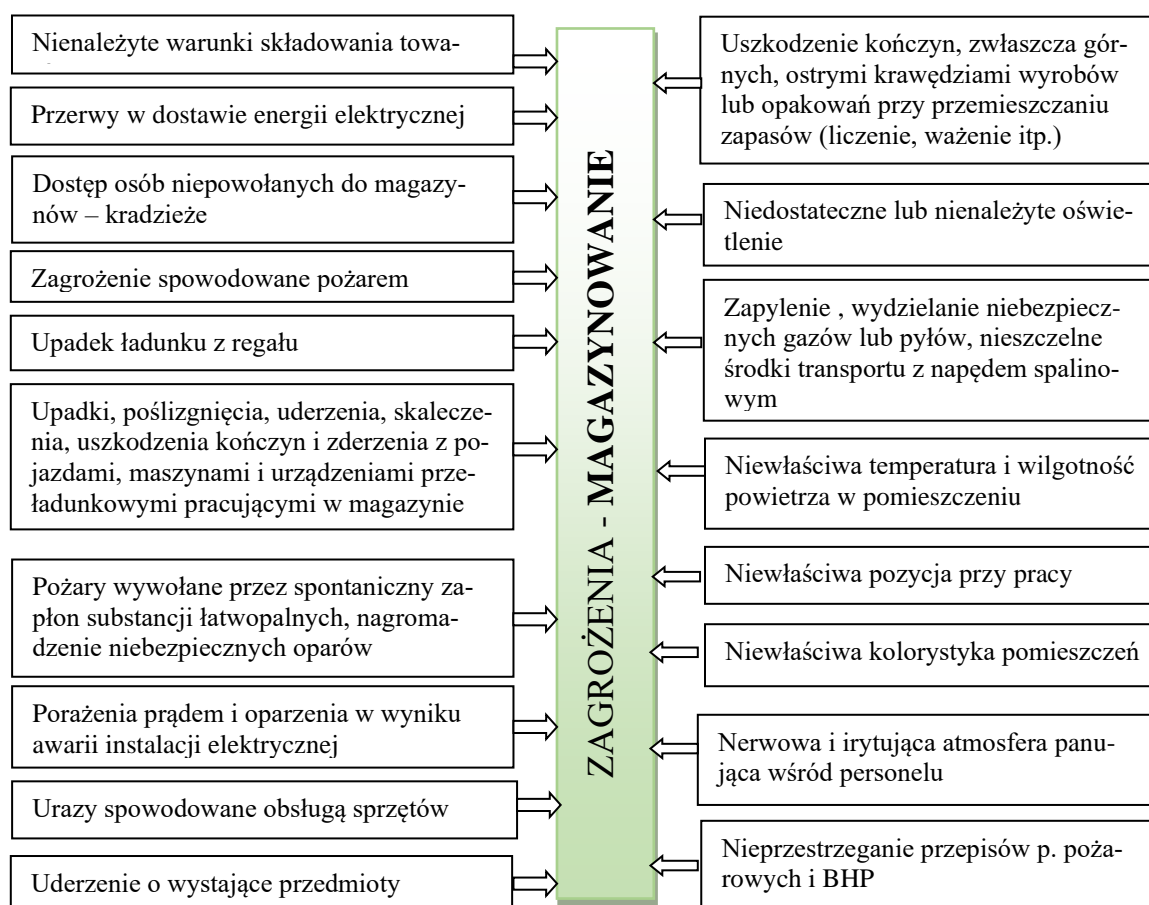 Nienależyte warunki składowania towa-
Przerwy w dostawie energii elektrycznej
Dostęp osób niepowołanych do magazy-
nów – kradzieże
Zagrożenie spowodowane pożarem
Upadek ładunku z regału
Upadki, poślizgnięcia, uderzenia, skalecze-
nia, uszkodzenia kończyn i zderzenia z po-
jazdami, maszynami i urządzeniami prze-
ładunkowymi pracującymi w magazynie
Pożary wywołane przez spontaniczny za-
płon substancji łatwopalnych, nagroma-
dzenie niebezpiecznych oparów
Porażenia prądem i oparzenia w wyniku
awarii instalacji elektrycznej
Urazy spowodowane obsługą sprzętów
Uderzenie o wystające przedmioty
ZAGROŻENIA - MAGAZYNOWANIE
Uszkodzenie kończyn, zwłaszcza gór-
nych, ostrymi krawędziami wyrobów
lub opakowań przy przemieszczaniu
zapasów (liczenie, ważenie itp.)
Niedostateczne lub nienależyte oświe-
tlenie
Zapylenie , wydzielanie niebezpiecz-
nych gazów lub pyłów, nieszczelne
środki transportu z napędem spalino-
wym
Niewłaściwa temperatura i wilgotność
powietrza w pomieszczeniu
Niewłaściwa pozycja przy pracy
Niewłaściwa kolorystyka pomieszczeń
Nerwowa i irytująca atmosfera panu-
jąca wśród personelu
Nieprzestrzeganie przepisów p. poża-
rowych i BHP